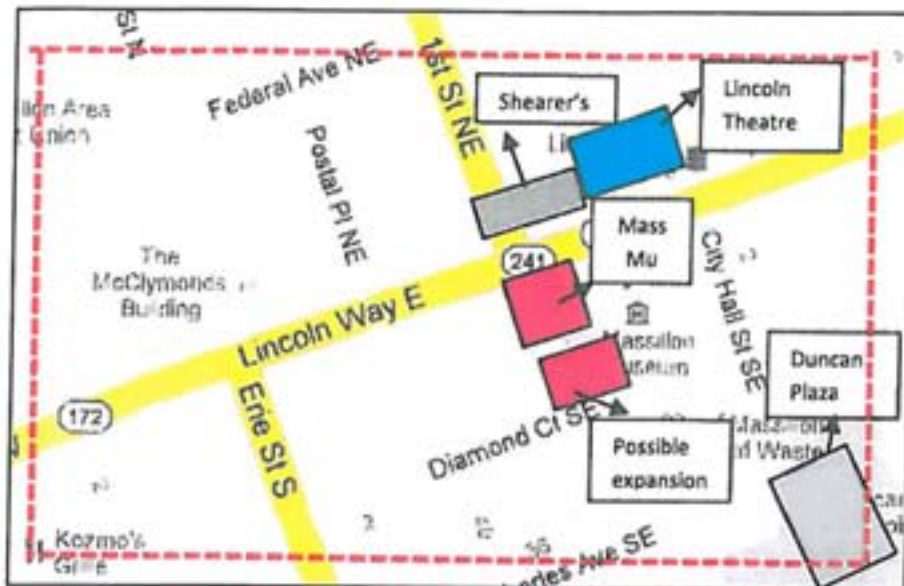 St N
Federal Ave NE
1st St NE
Shearer's
Lincoln
Theatre
Postal Pl NE
Mass
Mu
The
McClymonds
Building
241
City Hall St SE
Lincoln Way E
Massillon
Museum
Duncan
Plaza
172
Erie St S
Diamond Ct SE
Possible
expansion
Waste
Kozmo's
Grille
Ave SE